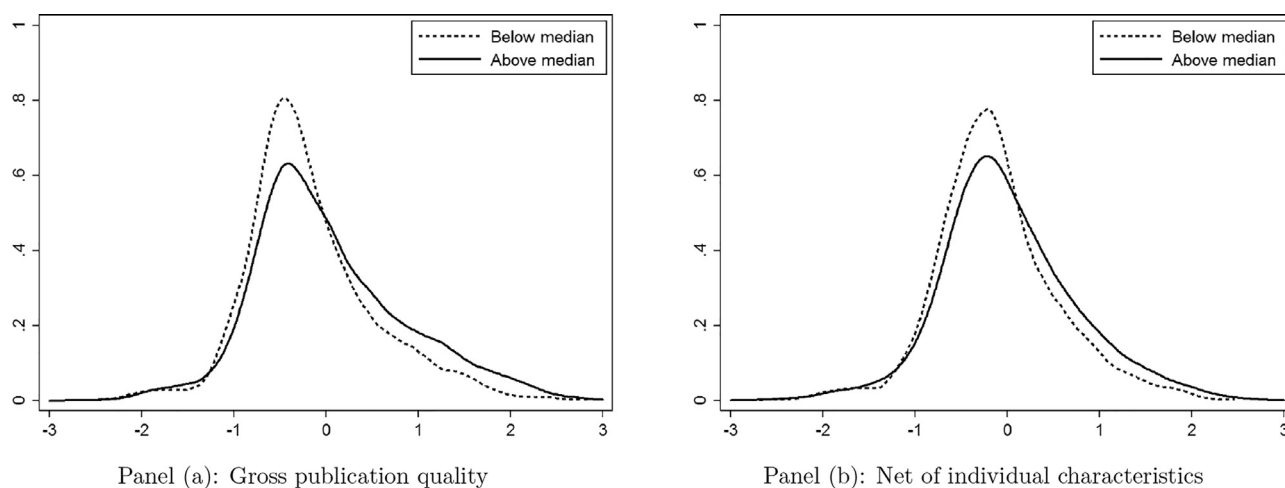 1
.8
.6
.4
.2
0
-3 -2 -1 0 1 2 3
Below median
Above median
Panel (a): Gross publication quality
1
.8
.6
.4
.2
0
-3 -2 -1 0 1 2 3
Below median
Above median
Panel (b): Net of individual characteristics